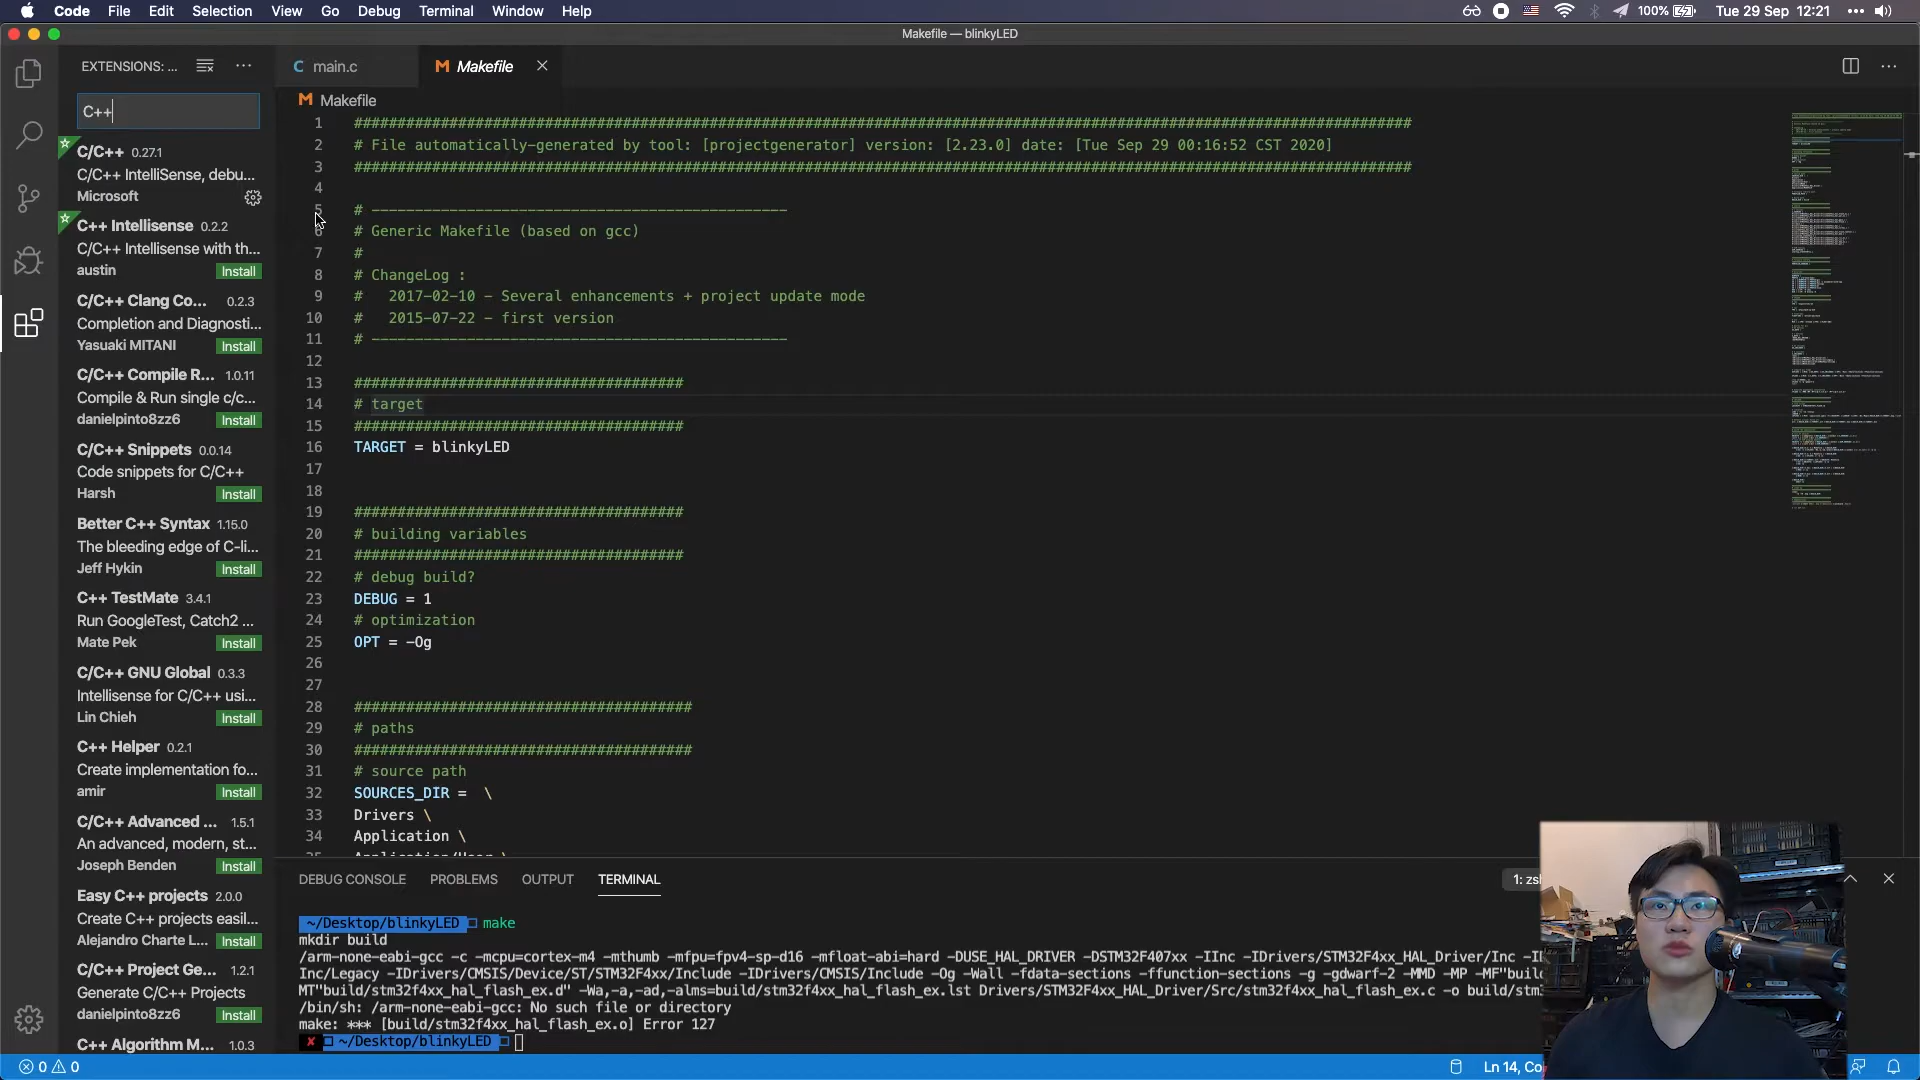 Code File Edit Selection View Go Debug Terminal Window Help
100% Tue 29 Sep 12:21
Makefile — blinkyLED
EXTENSIONS: ...
C++
C/C++ 0.27.1
C/C++ IntelliSense, debu...
Microsoft
C++ Intellisense 0.2.2
C/C++ Intellisense with th...
austin Install
C/C++ Clang Co... 0.2.3
Completion and Diagnosti...
Yasuaki MITANI Install
C/C++ Compile R... 1.0.11
Compile & Run single c/c...
danielpinto8zz6 Install
C/C++ Snippets 0.0.14
Code snippets for C/C++
Harsh Install
Better C++ Syntax 1.15.0
The bleeding edge of C-li...
Jeff Hykin Install
C++ TestMate 3.4.1
Run GoogleTest, Catch2 ...
Mate Pek Install
C/C++ GNU Global 0.3.3
Intellisense for C/C++ usi...
Lin Chieh Install
C++ Helper 0.2.1
Create implementation fo...
amir Install
C/C++ Advanced ... 1.5.1
An advanced, modern, st...
Joseph Benden Install
Easy C++ projects 2.0.0
Create C++ projects easil...
Alejandro Charte L... Install
C/C++ Project Ge... 1.2.1
Generate C/C++ Projects
danielpinto8zz6 Install
C++ Algorithm M... 1.0.3
C main.c M Makefile
M Makefile
1 ##########################################################################################################################
2 # File automatically-generated by tool: [projectgenerator] version: [2.23.0] date: [Tue Sep 29 00:16:52 CST 2020]
3 ##########################################################################################################################
4
5 # ------------------------------------------------
6 # Generic Makefile (based on gcc)
7 #
8 # ChangeLog :
9 #   2017-02-10 - Several enhancements + project update mode
10 #   2015-07-22 - first version
11 # ------------------------------------------------
12
13 ######################################
14 # target
15 ######################################
16 TARGET = blinkyLED
17
18
19 ######################################
20 # building variables
21 ######################################
22 # debug build?
23 DEBUG = 1
24 # optimization
25 OPT = -Og
26
27
28 #######################################
29 # paths
30 #######################################
31 # source path
32 SOURCES_DIR =  \
33 Drivers \
34 Application \
35 Application/User \
DEBUG CONSOLE PROBLEMS OUTPUT TERMINAL 1: zsh
~/Desktop/blinkyLED make
mkdir build
/arm-none-eabi-gcc -c -mcpu=cortex-m4 -mthumb -mfpu=fpv4-sp-d16 -mfloat-abi=hard -DUSE_HAL_DRIVER -DSTM32F407xx -IInc -IDrivers/STM32F4xx_HAL_Driver/Inc
Inc/Legacy -IDrivers/CMSIS/Device/ST/STM32F4xx/Include -IDrivers/CMSIS/Include -Og -Wall -fdata-sections -ffunction-sections -g -gdwarf-2 -MMD -MP -MF"build
MT"build/stm32f4xx_hal_flash_ex.d" -Wa,-a,-ad,-alms=build/stm32f4xx_hal_flash_ex.lst Drivers/STM32F4xx_HAL_Driver/Src/stm32f4xx_hal_flash_ex.c -o build/stm
/bin/sh: /arm-none-eabi-gcc: No such file or directory
make: *** [build/stm32f4xx_hal_flash_ex.o] Error 127
✘ ~/Desktop/blinkyLED
0 0
Ln 14, Co